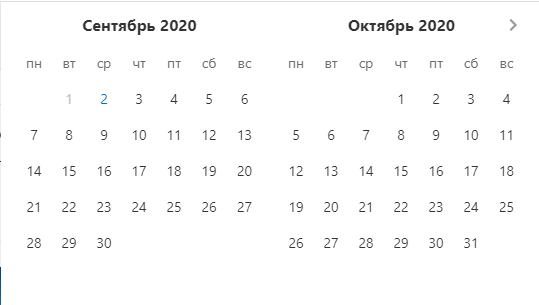 Сентябрь 2020
пн вт ср чт пт сб вс
1 2 3 4 5 6
7 8 9 10 11 12 13
14 15 16 17 18 19 20
21 22 23 24 25 26 27
28 29 30
Октябрь 2020
пн вт ср чт пт сб вс
1 2 3 4
5 6 7 8 9 10 11
12 13 14 15 16 17 18
19 20 21 22 23 24 25
26 27 28 29 30 31